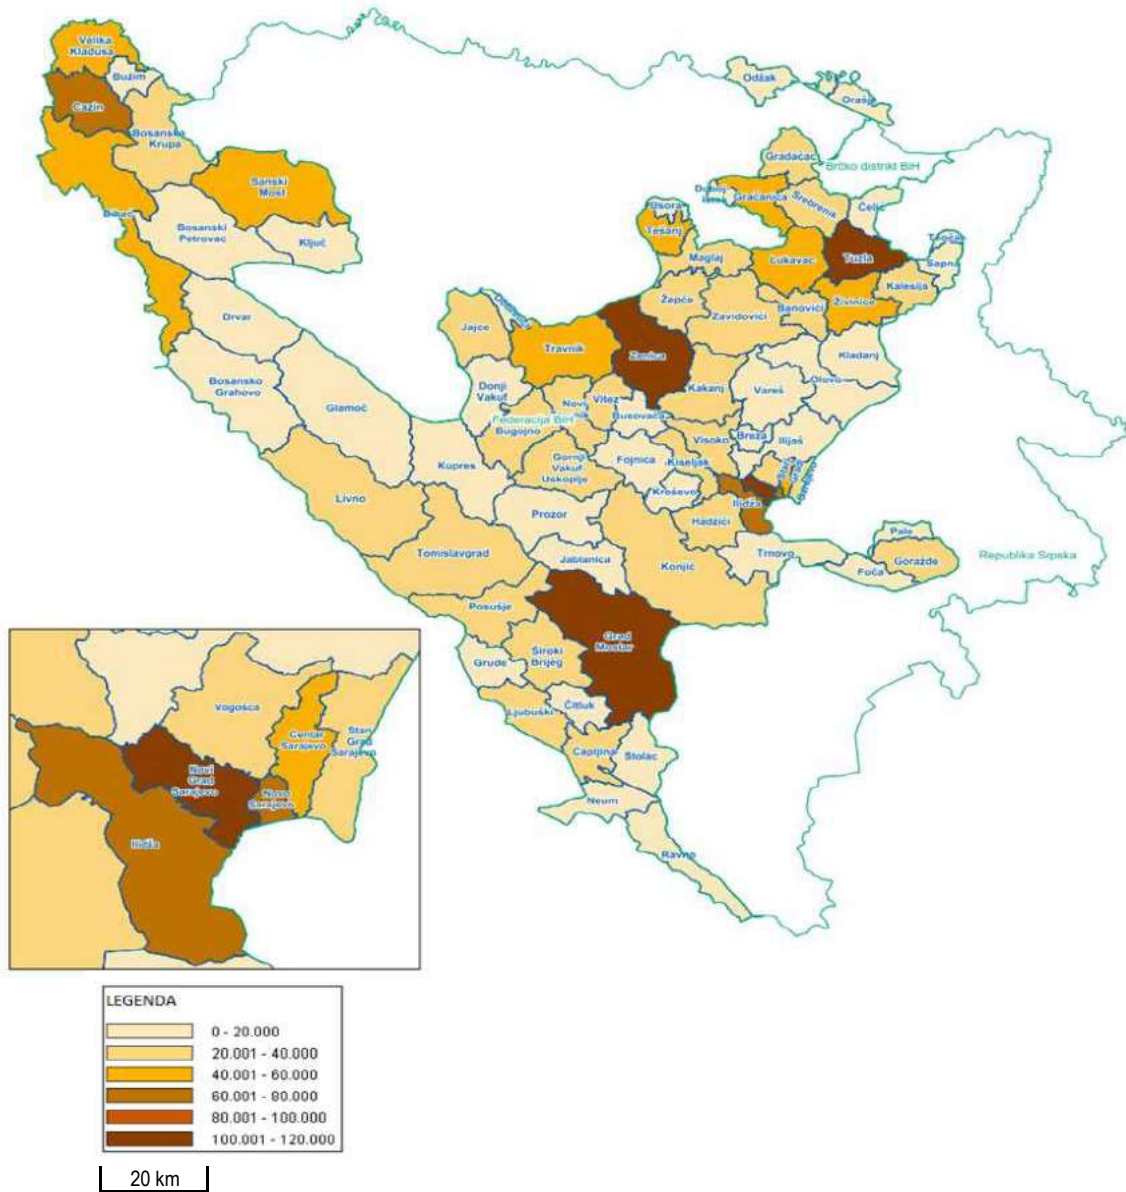 Velika
Kladuša
Bužim
Cazin
Bosanska
Krupa
Sanski
Most
Bihać
Bosanski
Petrovac
Ključ
Drvar
Bosansko
Grahovo
Glamoč
Odžak
Orašje
Gradačac
Brčko distrikt BiH
Gračanica
Srebrenik
Čelić
Usora
Tešanj
Maglaj
Lukavac
Tuzla
Sapna
Kalesija
Žepče
Zavidovići
Banovići
Živinice
Jajce
Travnik
Zenica
Kladanj
Donji
Vakuf
Novi
Vitez
Busovača
Kakanj
Vareš
Olovo
Federacija BiH
Bugojno
Visoko
Breza
Ilijaš
Kupres
Gornji
Vakuf-
Uskoplje
Fojnica
Kiseljak
Kreševo
Stari
Grad
Sarajevo
Livno
Ilidža
Prozor
Hadžići
Tomislavgrad
Jablanica
Konjic
Trnovo
Pale
Goražde
Foča
Republika Srpska
Posušje
Grad
Mostar
Široki
Brijeg
Grude
Čitluk
Ljubuški
Čapljina
Stolac
Neum
Ravno
Vogošća
Centar
Sarajevo
Stari
Grad
Sarajevo
Novi
Grad
Sarajevo
Novo
Sarajevo
Ilidža
LEGENDA
0 - 20.000
20.001 - 40.000
40.001 - 60.000
60.001 - 80.000
80.001 - 100.000
100.001 - 120.000
20 km